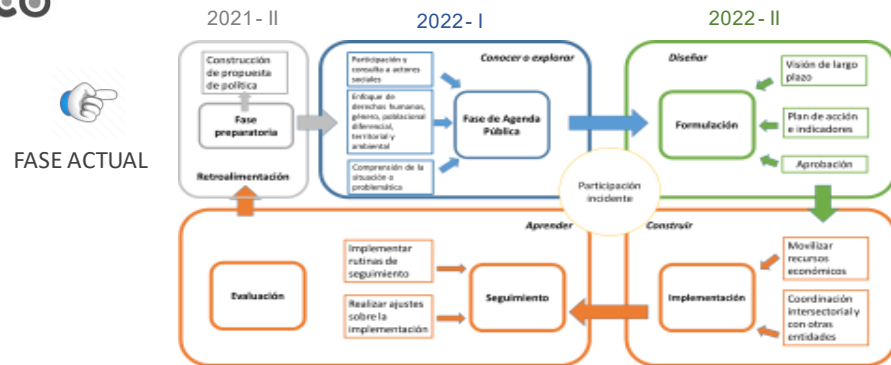 co
2021- II
2022- I
2022- II
FASE ACTUAL
Construcción
de propuesta
de política
Fase
preparatoria
Retroalimentación
Participación y
consulta a actores
sociales
Enfoque de
derechos humanos,
género, poblacional
diferencial,
territorial y
ambiental
Comprensión de la
situación o
problemática
Conocer o explorar
Fase de Agenda
Pública
Diseñar
Formulación
Visión de largo
plazo
Plan de acción
e indicadores
Aprobación
Participación
incidente
Aprender
Evaluación
Implementar
rutinas de
seguimiento
Realizar ajustes
sobre la
implementación
Seguimiento
Construir
Implementación
Movilizar
recursos
económicos
Coordinación
intersectorial y
con otras
entidades